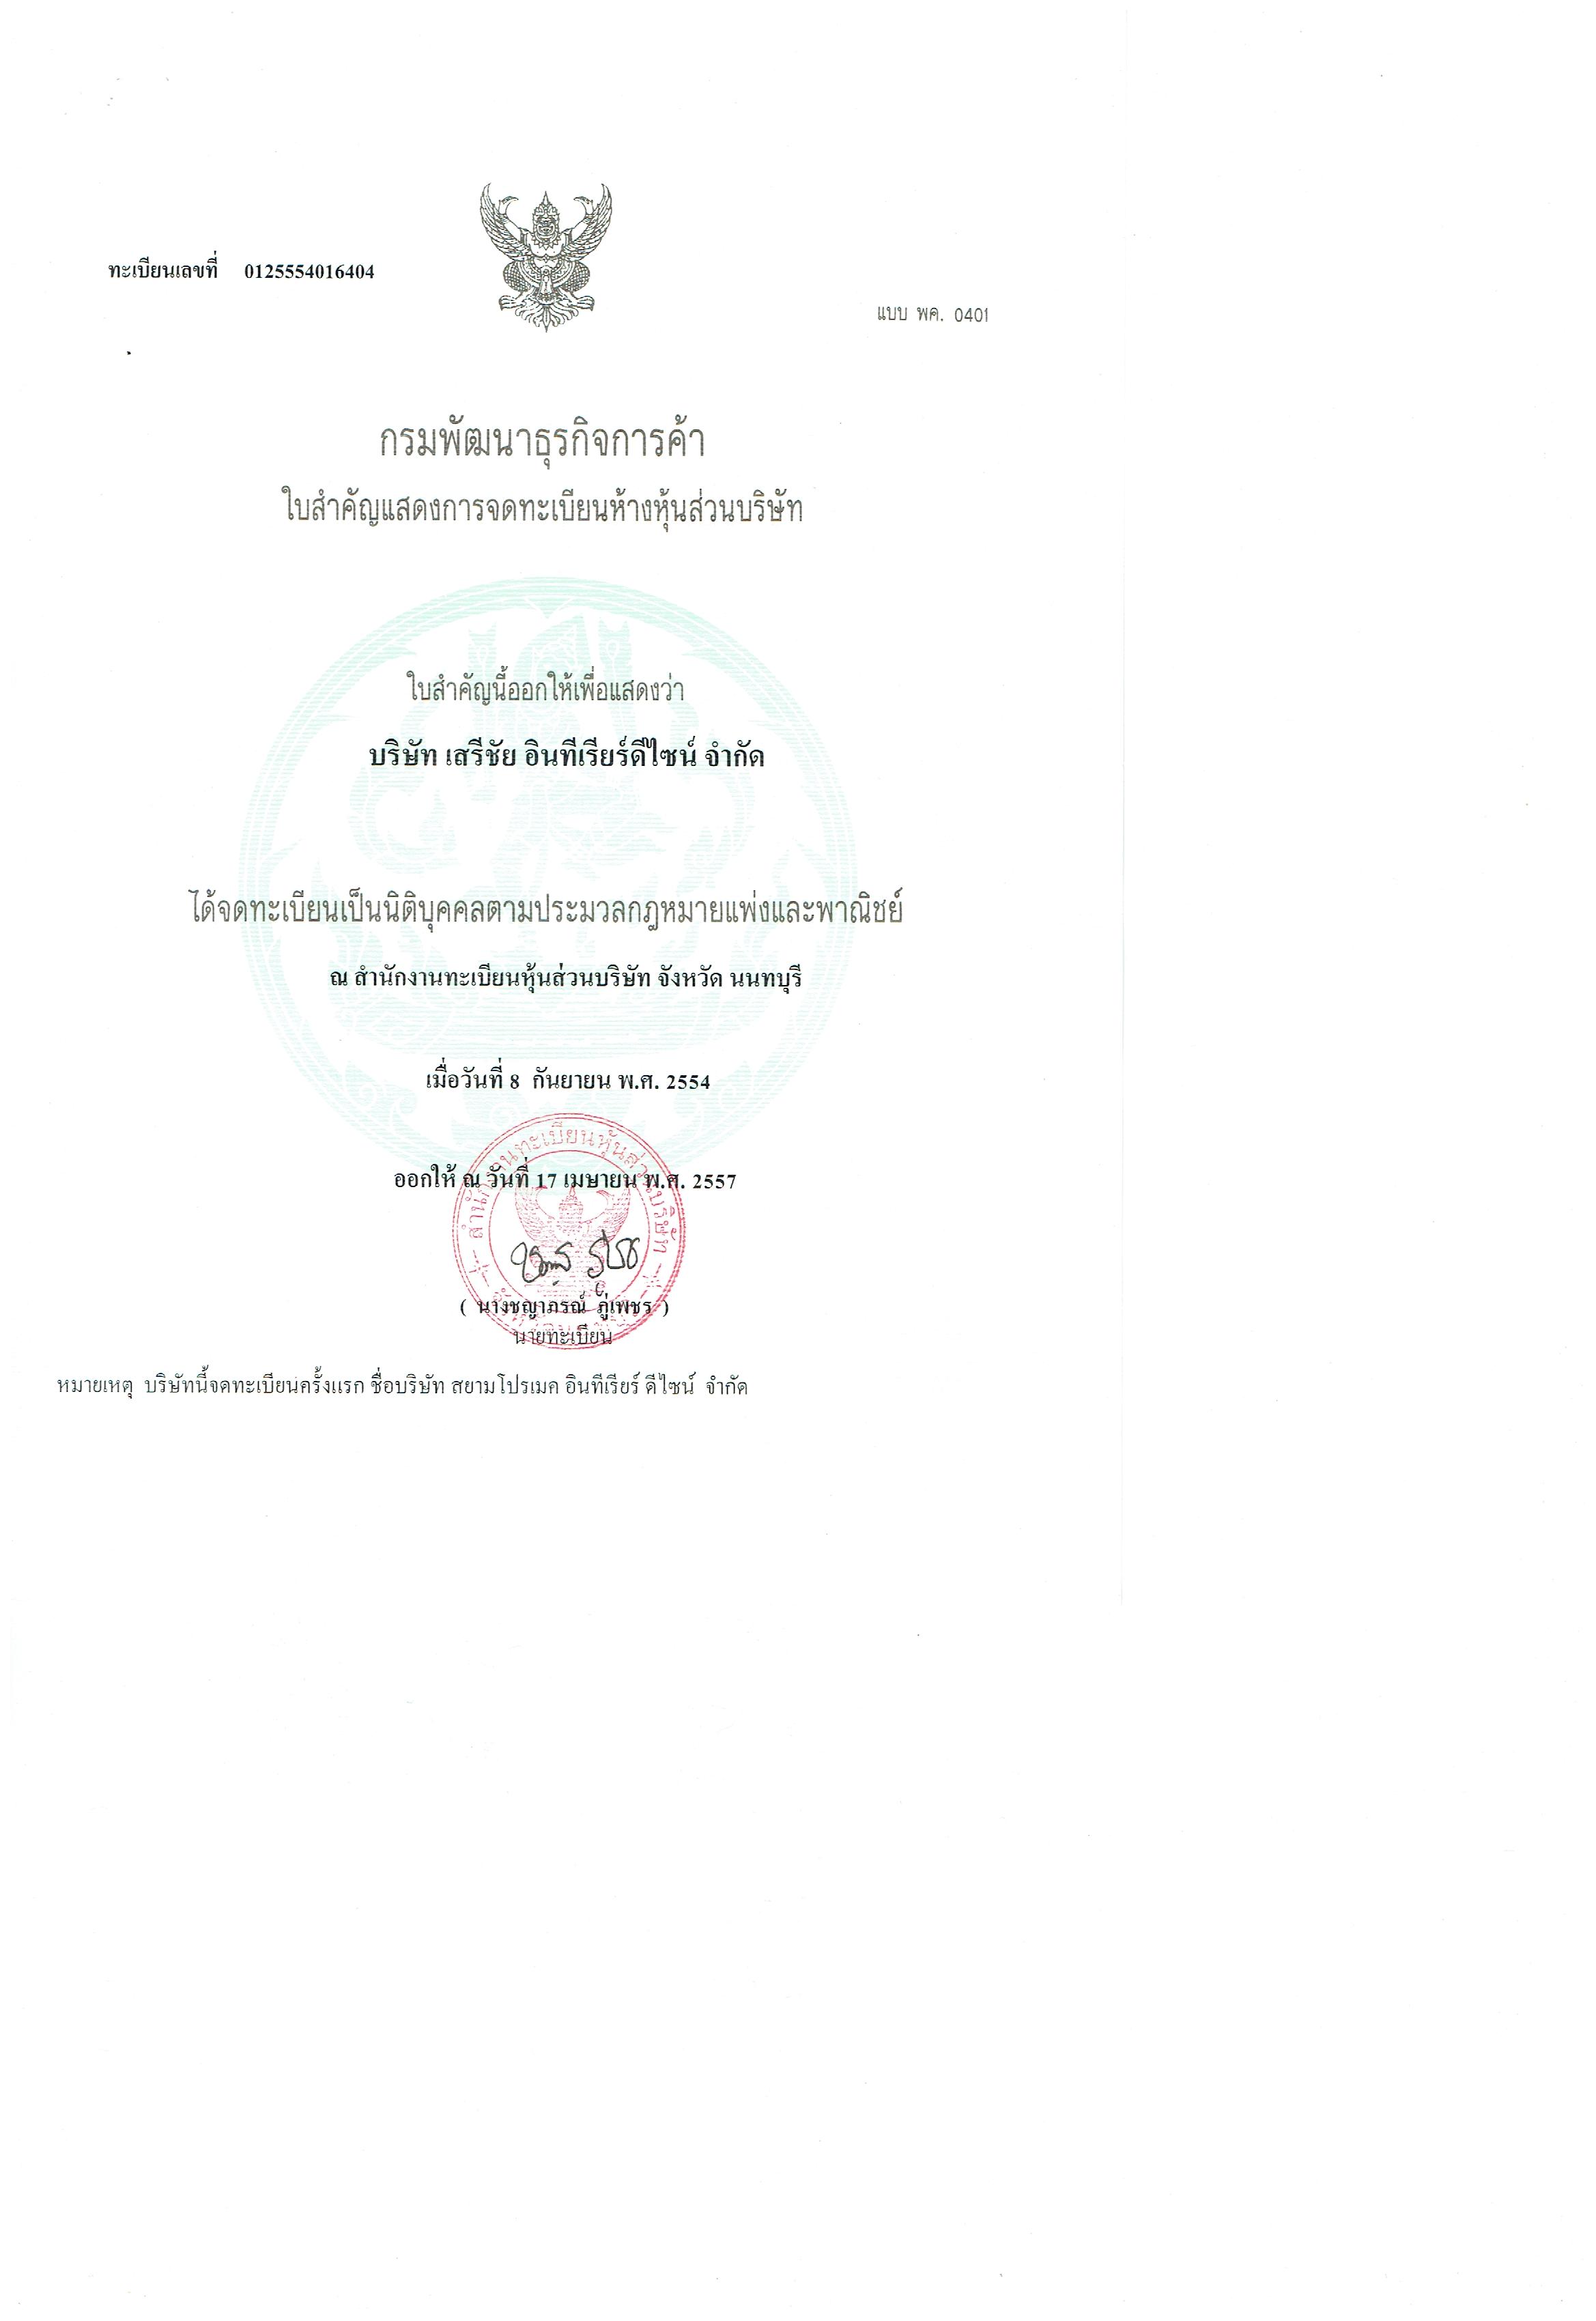 ทะเบียนเลขที่ 0125554016404
แบบ พค. 0401
กรมพัฒนาธุรกิจการค้า
ใบสำคัญแสดงการจดทะเบียนห้างหุ้นส่วนบริษัท
ใบสำคัญนี้ออกให้เพื่อแสดงว่า
บริษัท เสรีชัย อินทีเรียร์ดีไซน์ จำกัด
ได้จดทะเบียนเป็นนิติบุคคลตามประมวลกฎหมายแพ่งและพาณิชย์
ณ สำนักงานทะเบียนหุ้นส่วนบริษัท จังหวัด นนทบุรี
เมื่อวันที่ 8 กันยายน พ.ศ. 2554
สำนักงานทะเบียนหุ้นส่วนบริษัท
ออกให้ ณ วันที่ 17 เมษายน พ.ศ. 2557
( นางชญาภรณ์ ภู่เพชร )
นายทะเบียน
หมายเหตุ บริษัทนี้จดทะเบียนครั้งแรก ชื่อบริษัท สยามโปรเมค อินทีเรียร์ ดีไซน์ จำกัด